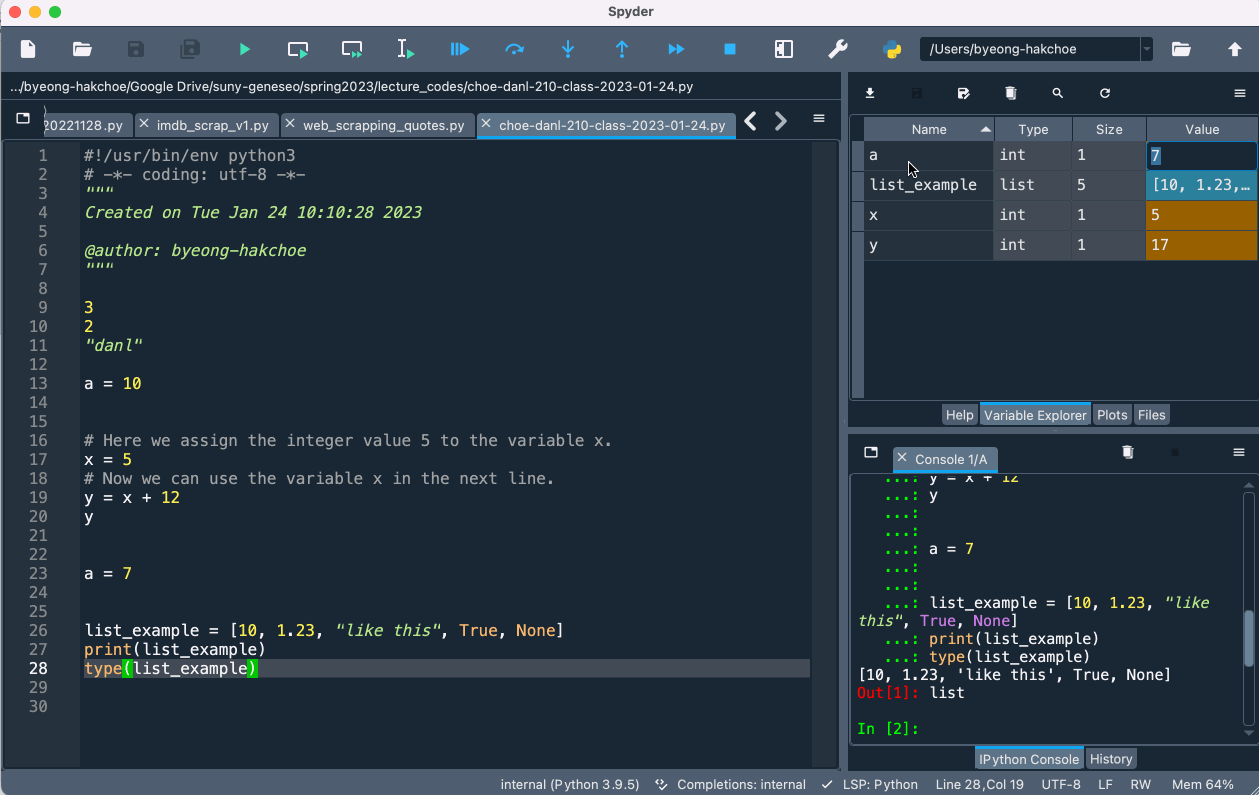 Spyder
/Users/byeong-hakchoe
.../byeong-hakchoe/Google Drive/suny-geneseo/spring2023/lecture_codes/choe-danl-210-class-2023-01-24.py
20221128.py
imdb_scrap_v1.py
web_scrapping_quotes.py
choe-danl-210-class-2023-01-24.py
1 #!/usr/bin/env python3
2 # -*- coding: utf-8 -*-
3 """
4 Created on Tue Jan 24 10:10:28 2023
5
6 @author: byeong-hakchoe
7 """
8
9 3
10 2
11 "danl"
12
13 a = 10
14
15
16 # Here we assign the integer value 5 to the variable x.
17 x = 5
18 # Now we can use the variable x in the next line.
19 y = x + 12
20 y
21
22
23 a = 7
24
25
26 list_example = [10, 1.23, "like this", True, None]
27 print(list_example)
28 type(list_example)
29
30
Name Type Size Value
a int 1 7
list_example list 5 [10, 1.23,…
x int 1 5
y int 1 17
Help Variable Explorer Plots Files
Console 1/A
...: y = x + 12
...: y
...:
...:
...: a = 7
...:
...:
...: list_example = [10, 1.23, "like
this", True, None]
...: print(list_example)
...: type(list_example)
[10, 1.23, 'like this', True, None]
Out[1]: list
In [2]:
IPython Console History
internal (Python 3.9.5) Completions: internal LSP: Python Line 28,Col 19 UTF-8 LF RW Mem 64%